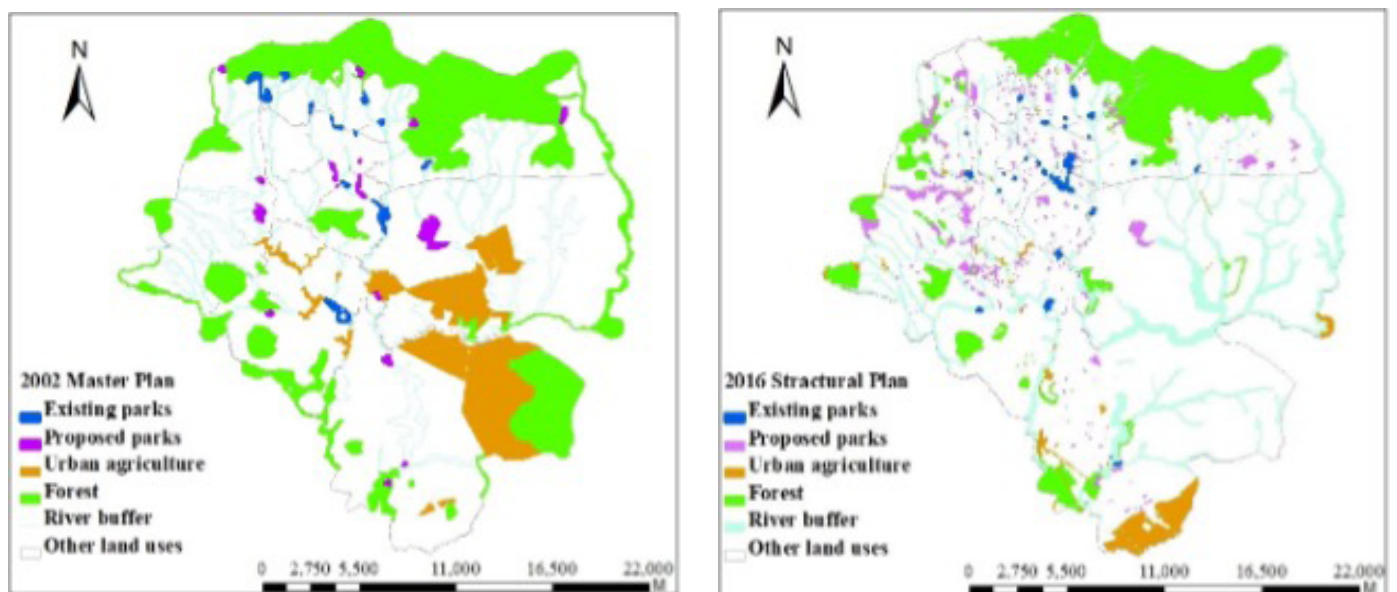 N
2002 Master Plan
Existing parks
Proposed parks
Urban agriculture
Forest
River buffer
Other land uses
0 2,750 5,500 11,000 16,500 22,000
M
N
2016 Stractural Plan
Existing parks
Proposed parks
Urban agriculture
Forest
River buffer
Other land uses
0 2,750 5,500 11,000 16,500 22,000
M